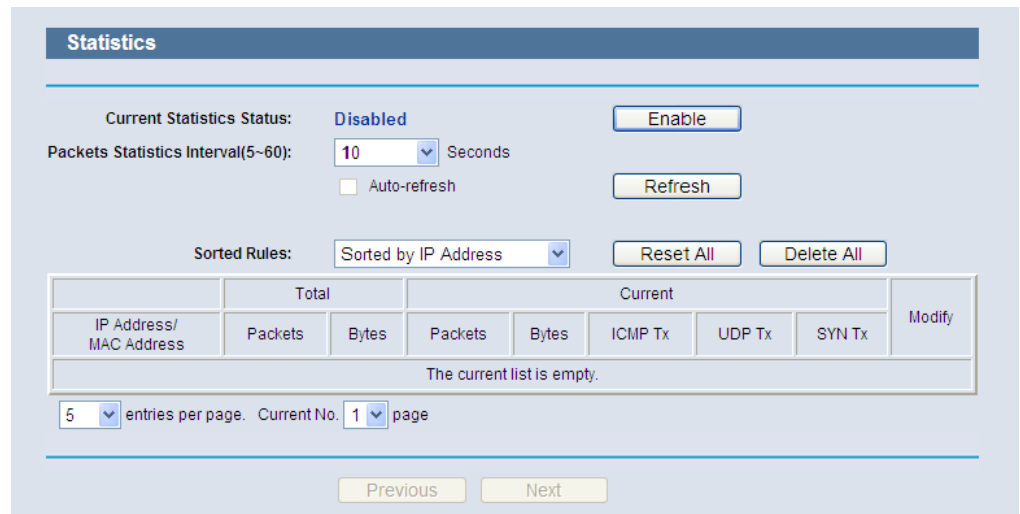 Statistics
Current Statistics Status: Disabled Enable
Packets Statistics Interval(5~60): 10 Seconds
Auto-refresh Refresh
Sorted Rules: Sorted by IP Address Reset All Delete All
Total Current Modify
IP Address/
MAC Address Packets Bytes Packets Bytes ICMP Tx UDP Tx SYN Tx
The current list is empty.
5 entries per page. Current No. 1 page
Previous Next